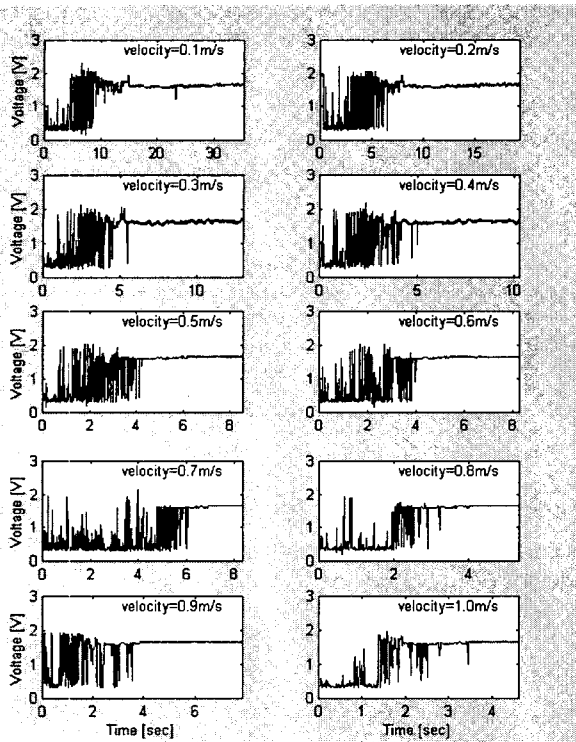 velocity=0.1m/s
Voltage [V]
3
2
1
0
0 10 20 30
velocity=0.2m/s
3
2
1
0
0 5 10 15
velocity=0.3m/s
Voltage [V]
3
2
1
0
0 5 10
velocity=0.4m/s
3
2
1
0
0 5 10
velocity=0.5m/s
Voltage [V]
3
2
1
0
0 2 4 6 8
velocity=0.6m/s
3
2
1
0
0 2 4 6 8
velocity=0.7m/s
Voltage [V]
3
2
1
0
0 2 4 6 8
velocity=0.8m/s
3
2
1
0
0 2 4
velocity=0.9m/s
Voltage [V]
3
2
1
0
0 2 4 6
Time [sec]
velocity=1.0m/s
3
2
1
0
0 1 2 3 4
Time [sec]